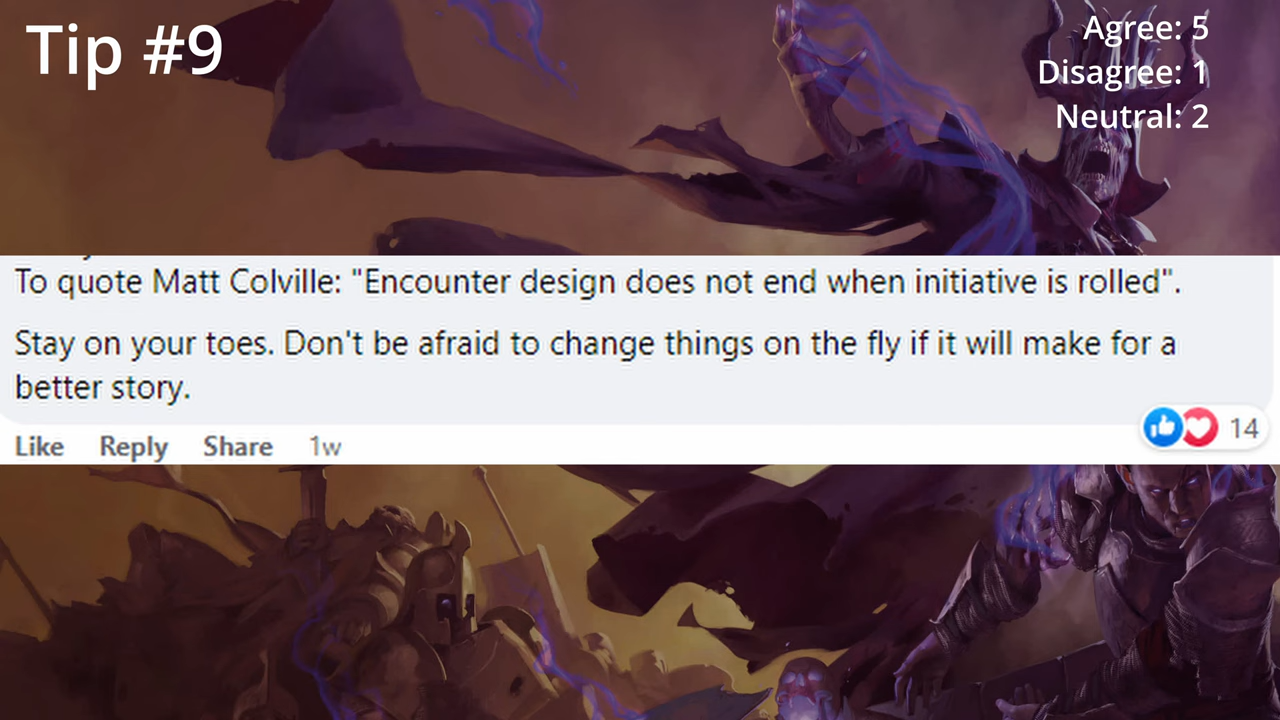 Tip #9
Agree: 5
Disagree: 1
Neutral: 2
To quote Matt Colville: "Encounter design does not end when initiative is rolled".
Stay on your toes. Don't be afraid to change things on the fly if it will make for a
better story.
14
Like Reply Share 1w